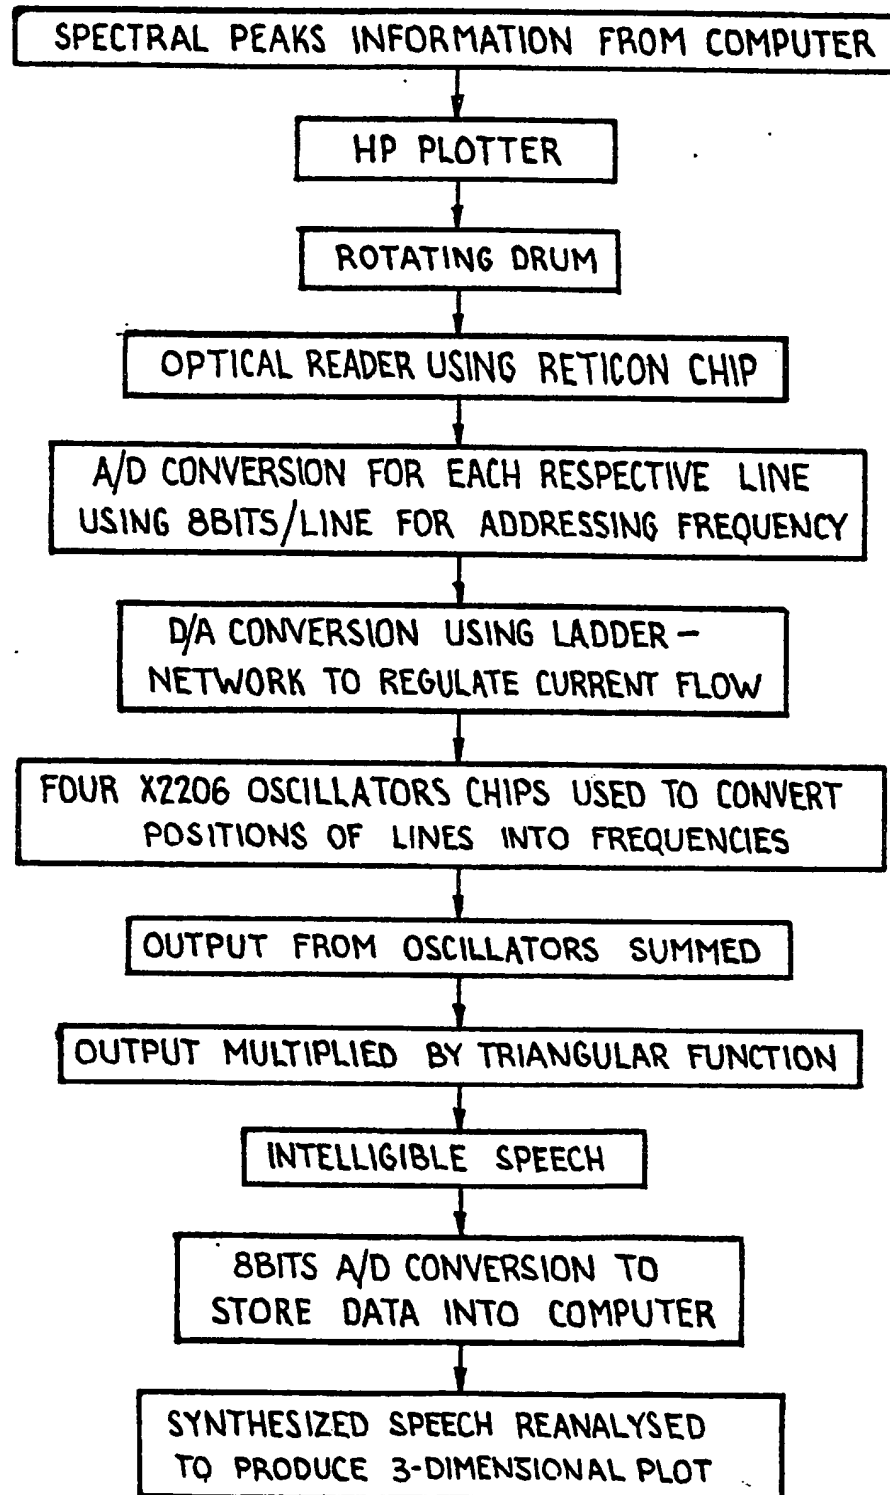 SPECTRAL PEAKS INFORMATION FROM COMPUTER
HP PLOTTER
ROTATING DRUM
OPTICAL READER USING RETICON CHIP
A/D CONVERSION FOR EACH RESPECTIVE LINE
USING 8BITS/LINE FOR ADDRESSING FREQUENCY
D/A CONVERSION USING LADDER-
NETWORK TO REGULATE CURRENT FLOW
FOUR X2206 OSCILLATORS CHIPS USED TO CONVERT
POSITIONS OF LINES INTO FREQUENCIES
OUTPUT FROM OSCILLATORS SUMMED
OUTPUT MULTIPLIED BY TRIANGULAR FUNCTION
INTELLIGIBLE SPEECH
8BITS A/D CONVERSION TO
STORE DATA INTO COMPUTER
SYNTHESIZED SPEECH REANALYSED
TO PRODUCE 3-DIMENSIONAL PLOT